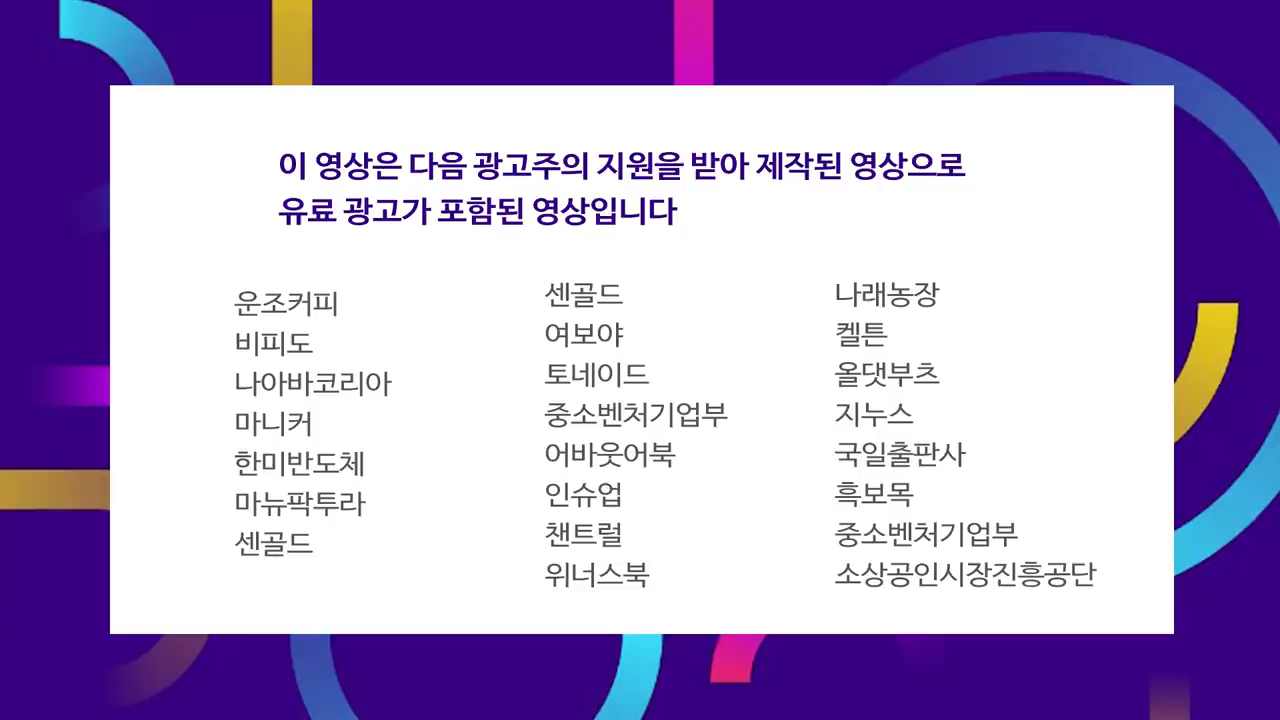 이 영상은 다음 광고주의 지원을 받아 제작된 영상으로
유료 광고가 포함된 영상입니다
운조커피
비피도
나아바코리아
마니커
한미반도체
마뉴팍투라
센골드
센골드
여보야
토네이드
중소벤처기업부
어바웃어북
인슈업
챈트럴
위너스북
나래농장
켈튼
올댓부츠
지누스
국일출판사
흑보목
중소벤처기업부
소상공인시장진흥공단